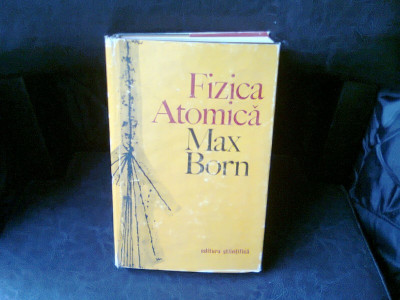 Fizica
Atomică
Max
Born
editura științifică